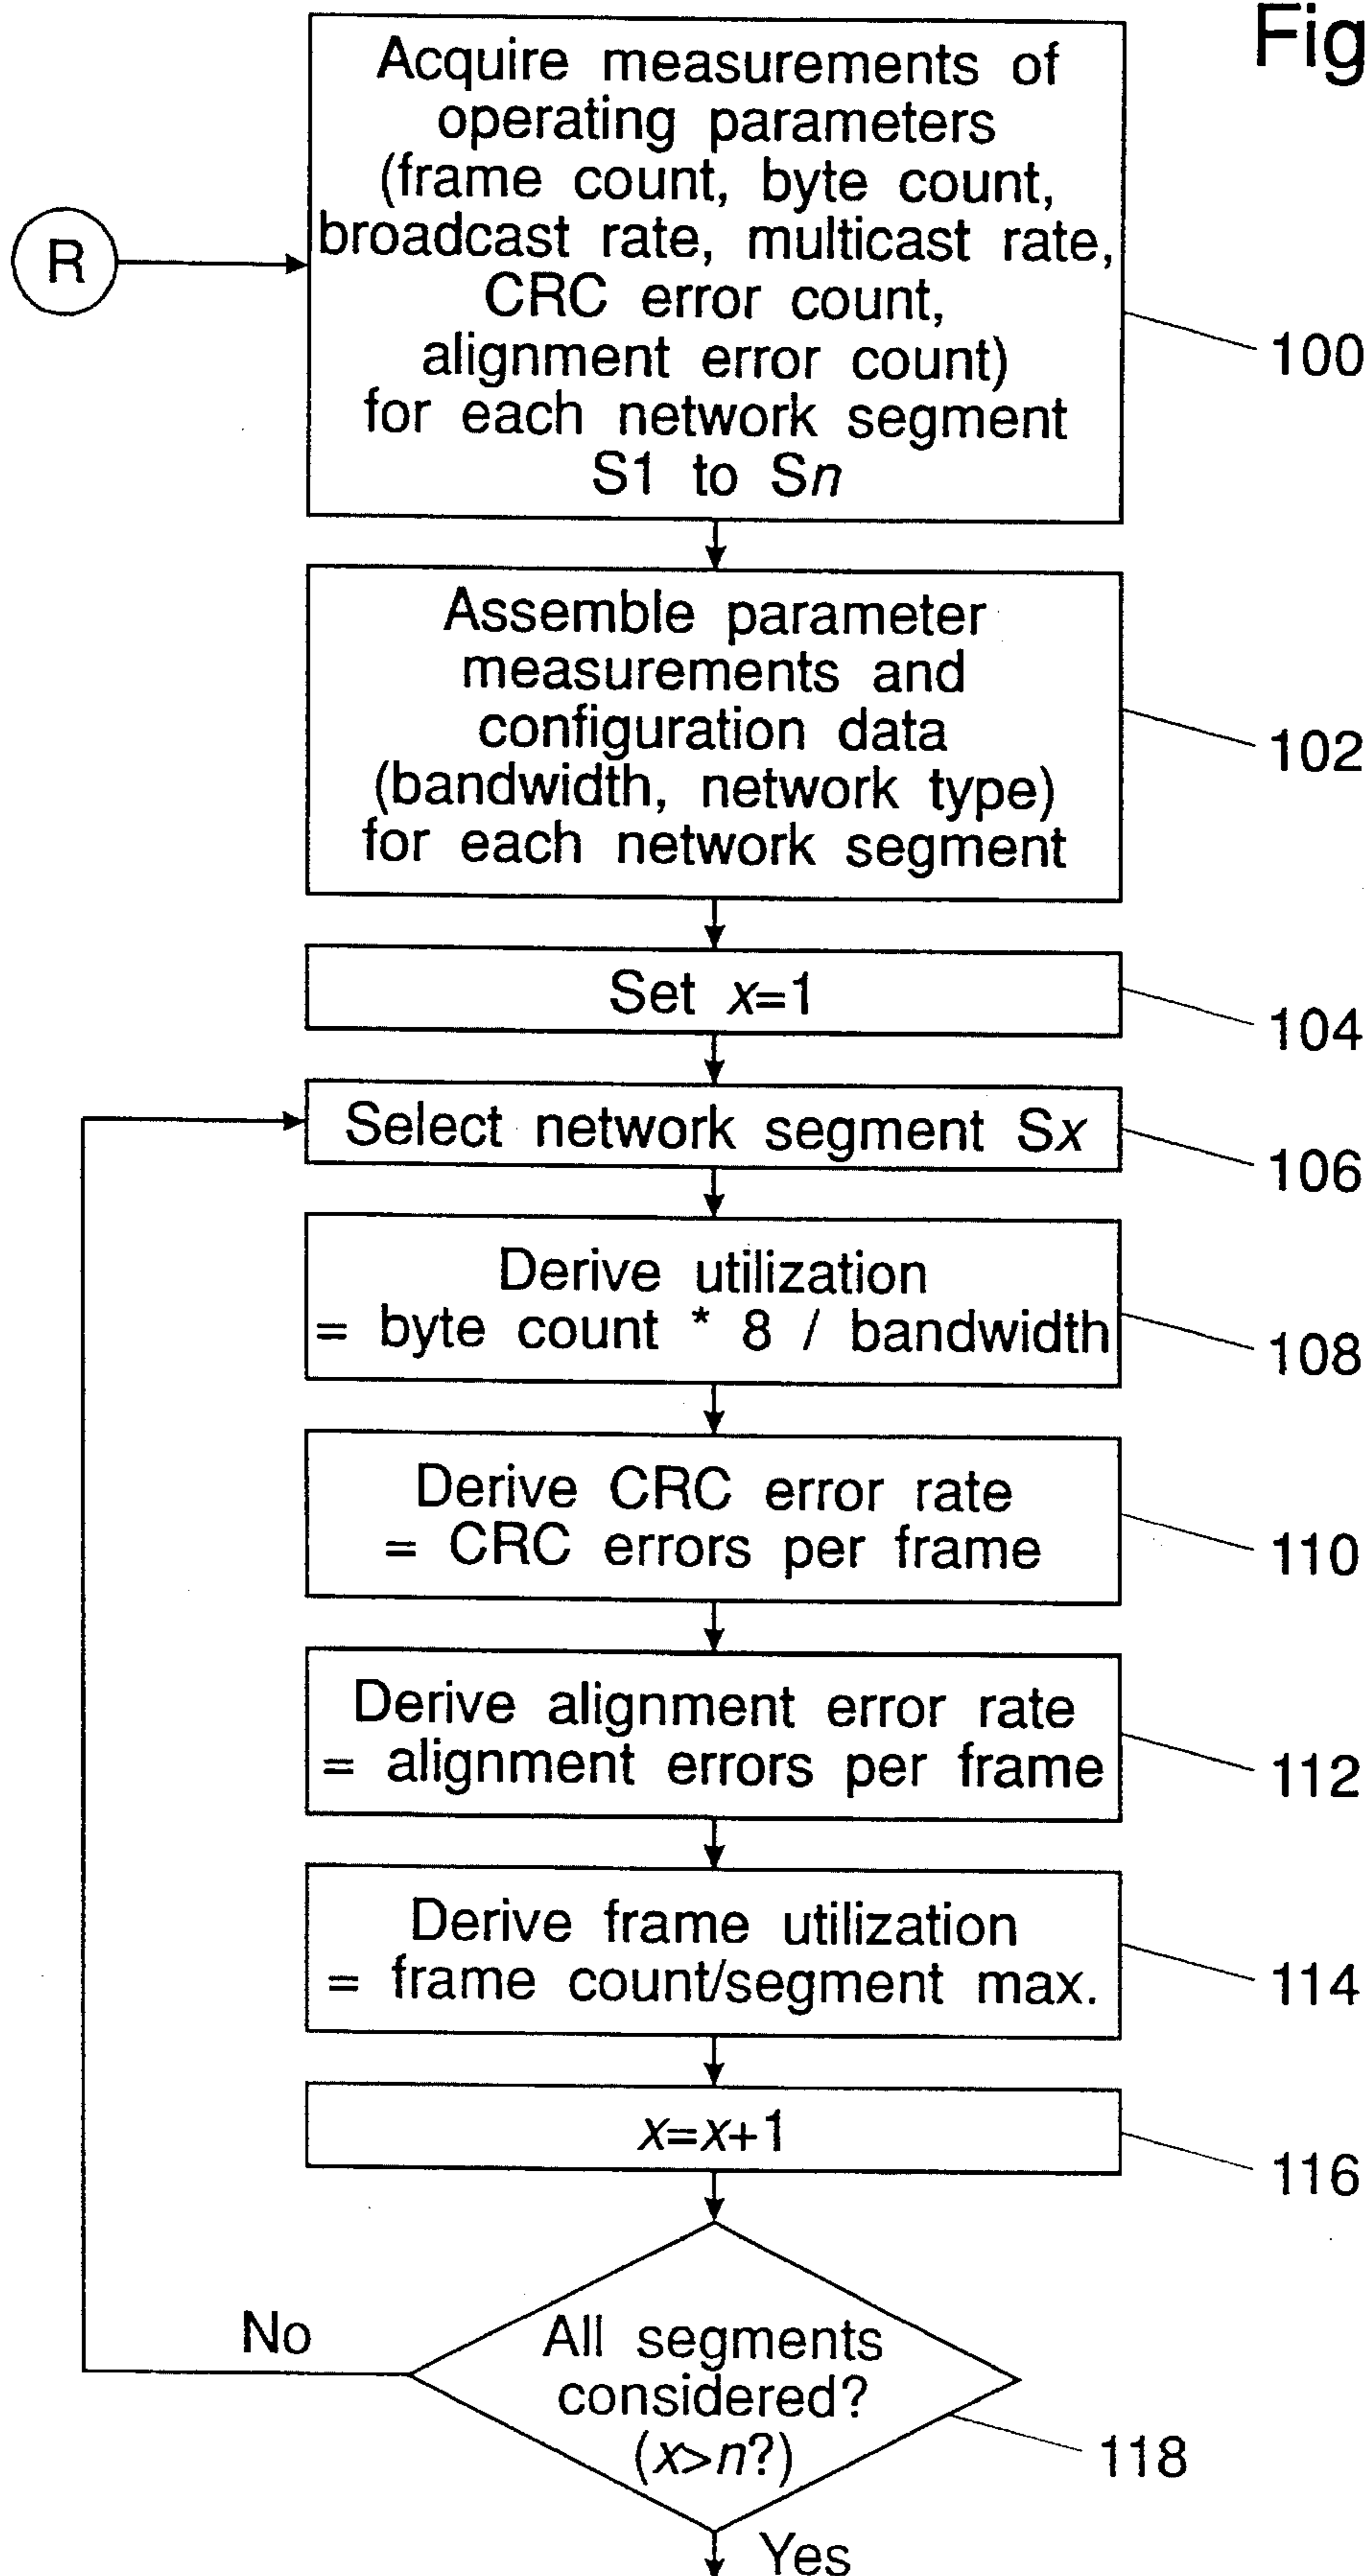 Fig
Acquire measurements of
operating parameters
(frame count, byte count,
broadcast rate, multicast rate,
CRC error count,
alignment error count)
for each network segment
S1 to Sn
R
100
Assemble parameter
measurements and
configuration data
(bandwidth, network type)
for each network segment
102
Set x=1
104
Select network segment Sx
106
Derive utilization
= byte count * 8 / bandwidth
108
Derive CRC error rate
= CRC errors per frame
110
Derive alignment error rate
= alignment errors per frame
112
Derive frame utilization
= frame count/segment max.
114
x=x+1
116
No
All segments
considered?
(x>n?)
118
Yes